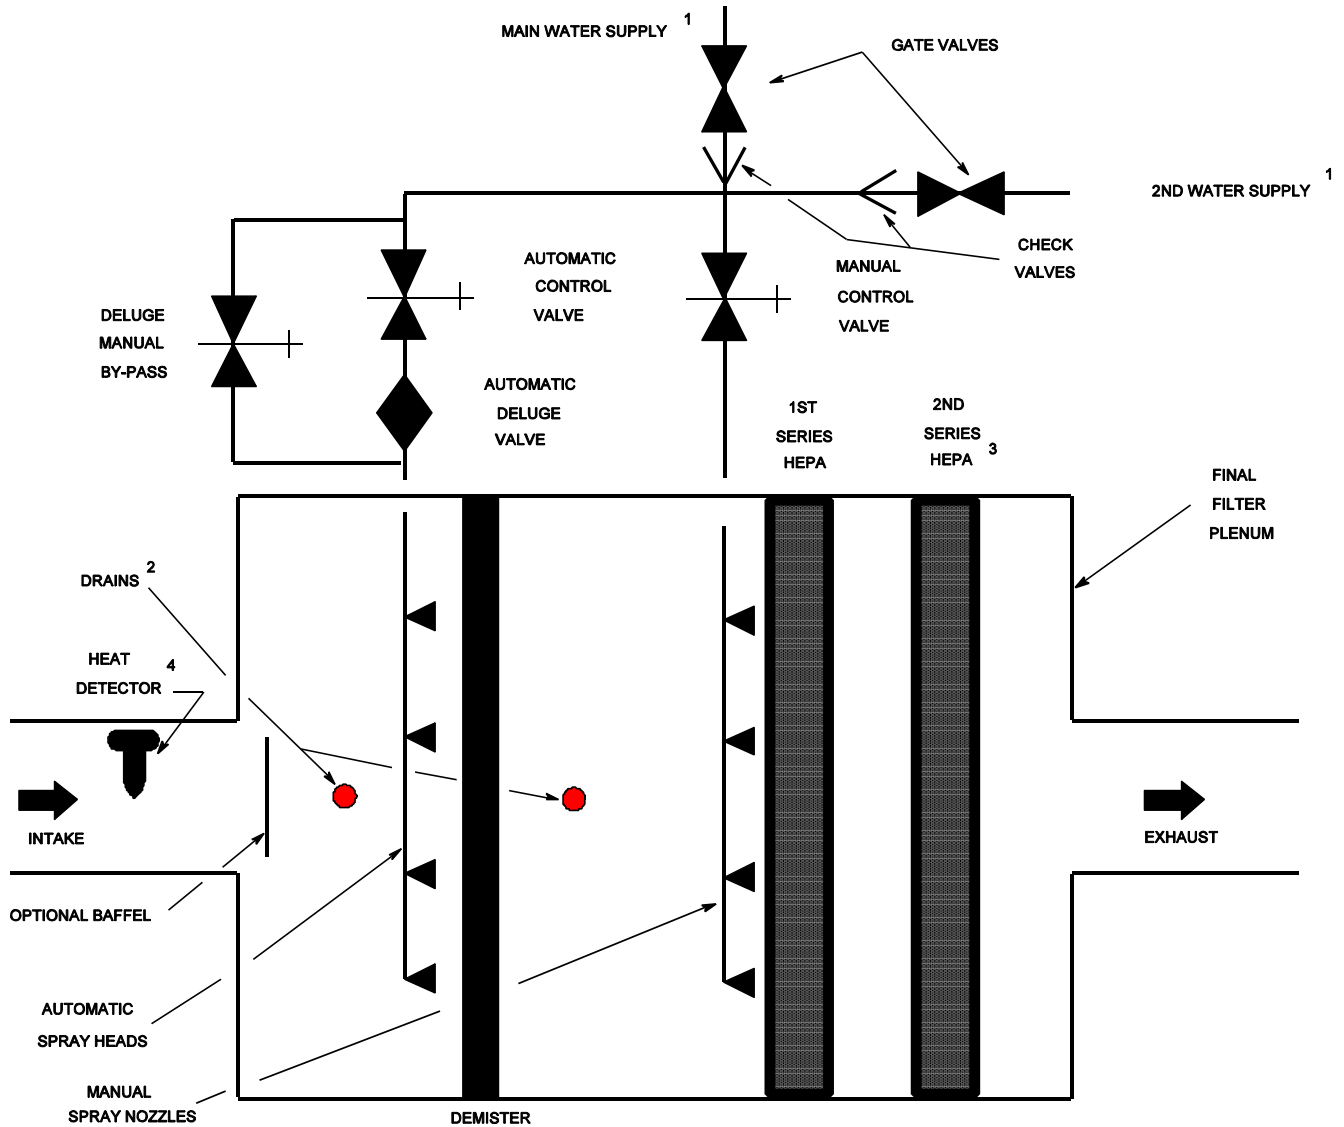 MAIN WATER SUPPLY 1
GATE VALVES
2ND WATER SUPPLY 1
CHECK
VALVES
AUTOMATIC
CONTROL
VALVE
MANUAL
CONTROL
VALVE
DELUGE
MANUAL
BY-PASS
AUTOMATIC
DELUGE
VALVE
1ST
SERIES
HEPA
2ND
SERIES
HEPA 3
FINAL
FILTER
PLENUM
DRAINS 2
HEAT
DETECTOR 4
INTAKE
EXHAUST
OPTIONAL BAFFEL
AUTOMATIC
SPRAY HEADS
MANUAL
SPRAY NOZZLES
DEMISTER